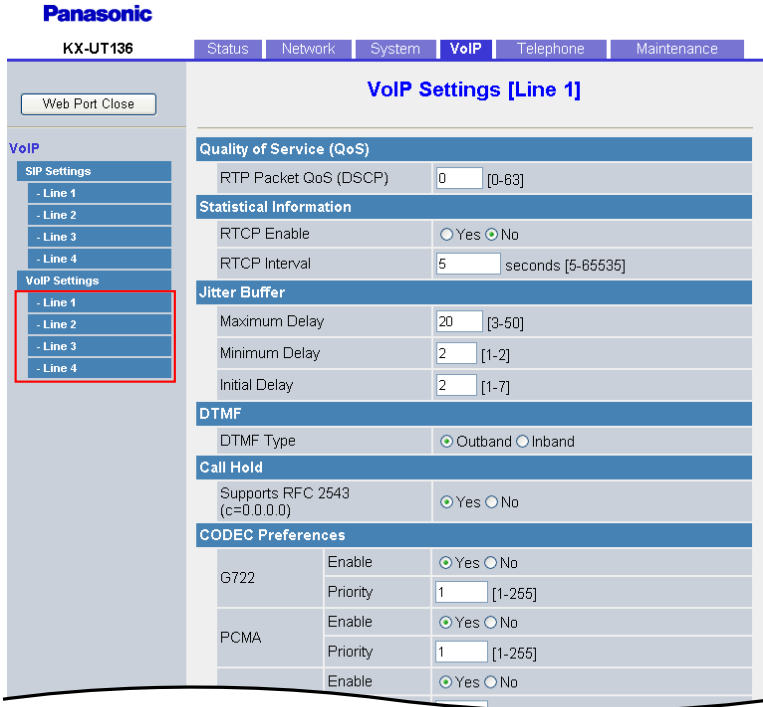 Panasonic
KX-UT136
Status Network System VoIP Telephone Maintenance
Web Port Close
VoIP Settings [Line 1]
VoIP
SIP Settings
- Line 1
- Line 2
- Line 3
- Line 4
VoIP Settings
- Line 1
- Line 2
- Line 3
- Line 4
Quality of Service (QoS)
RTP Packet QoS (DSCP) 0 [0-63]
Statistical Information
RTCP Enable Yes No
RTCP Interval 5 seconds [5-65535]
Jitter Buffer
Maximum Delay 20 [3-50]
Minimum Delay 2 [1-2]
Initial Delay 2 [1-7]
DTMF
DTMF Type Outband Inband
Call Hold
Supports RFC 2543
(c=0.0.0.0) Yes No
CODEC Preferences
G722 Enable Yes No
Priority 1 [1-255]
PCMA Enable Yes No
Priority 1 [1-255]
Enable Yes No